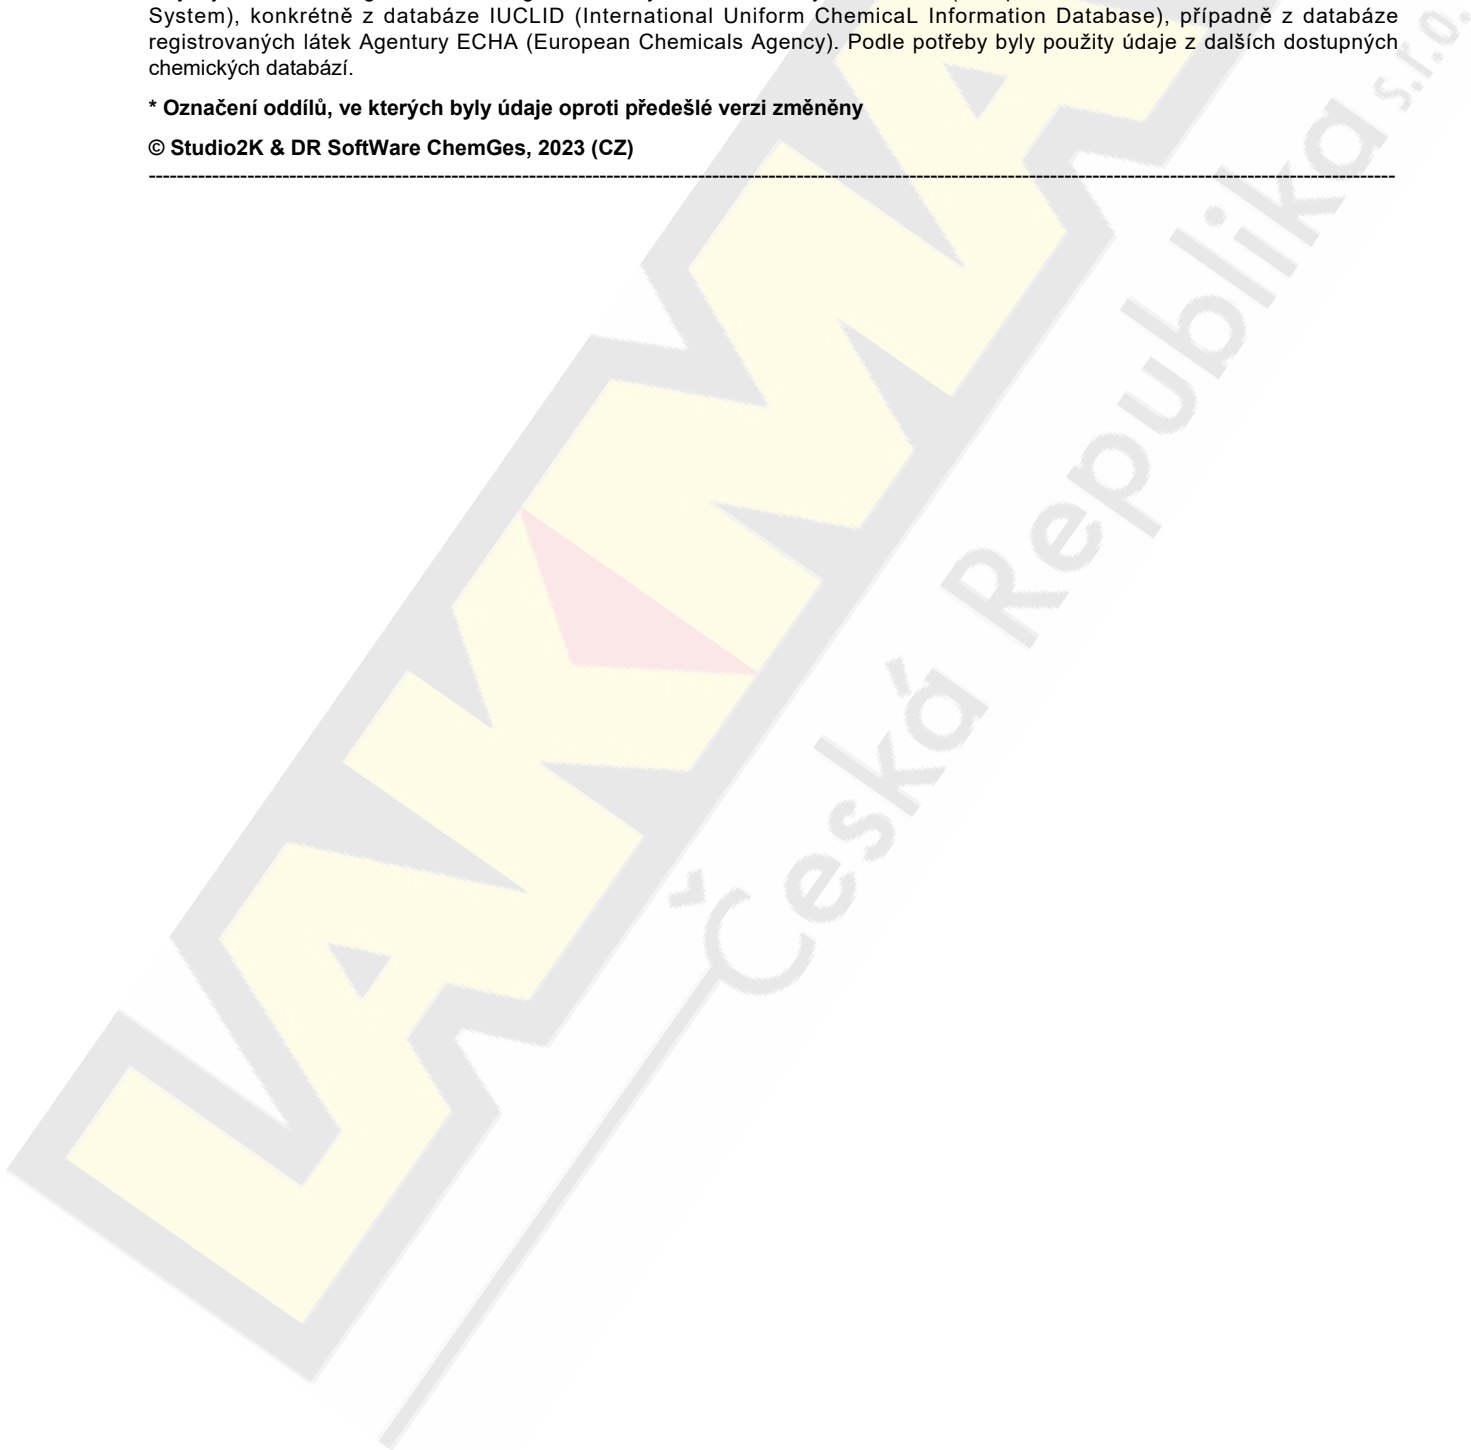 System), konkrétně z databáze IUCLID (International Uniform ChemicaL Information Database), případně z databáze
registrovaných látek Agentury ECHA (European Chemicals Agency). Podle potřeby byly použity údaje z dalších dostupných
chemických databází.
* Označení oddílů, ve kterých byly údaje oproti předešlé verzi změněny
© Studio2K & DR SoftWare ChemGes, 2023 (CZ)
LAKMA
Česká Republika s.r.o.